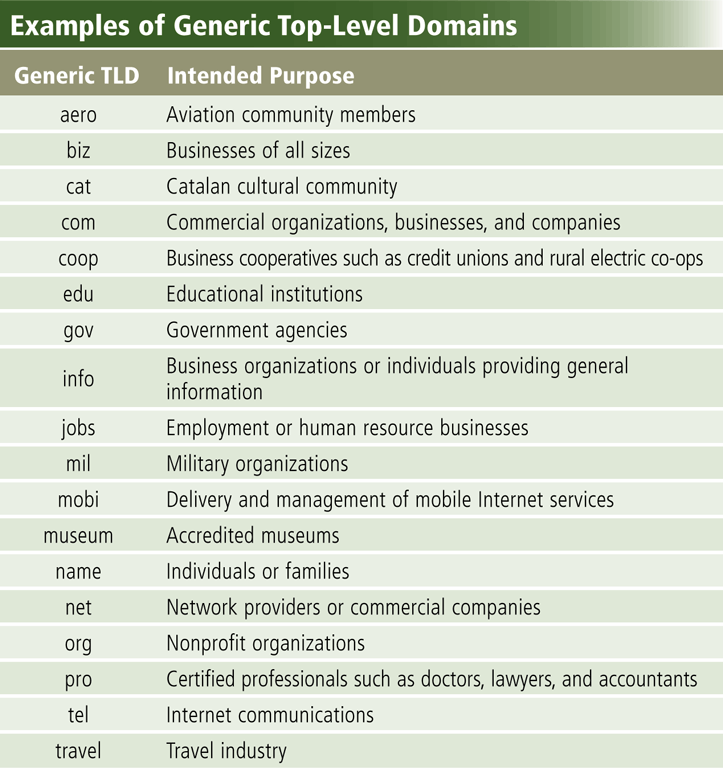 Examples of Generic Top-Level Domains
Generic TLD Intended Purpose
aero Aviation community members
biz Businesses of all sizes
cat Catalan cultural community
com Commercial organizations, businesses, and companies
coop Business cooperatives such as credit unions and rural electric co-ops
edu Educational institutions
gov Government agencies
info Business organizations or individuals providing general
information
jobs Employment or human resource businesses
mil Military organizations
mobi Delivery and management of mobile Internet services
museum Accredited museums
name Individuals or families
net Network providers or commercial companies
org Nonprofit organizations
pro Certified professionals such as doctors, lawyers, and accountants
tel Internet communications
travel Travel industry